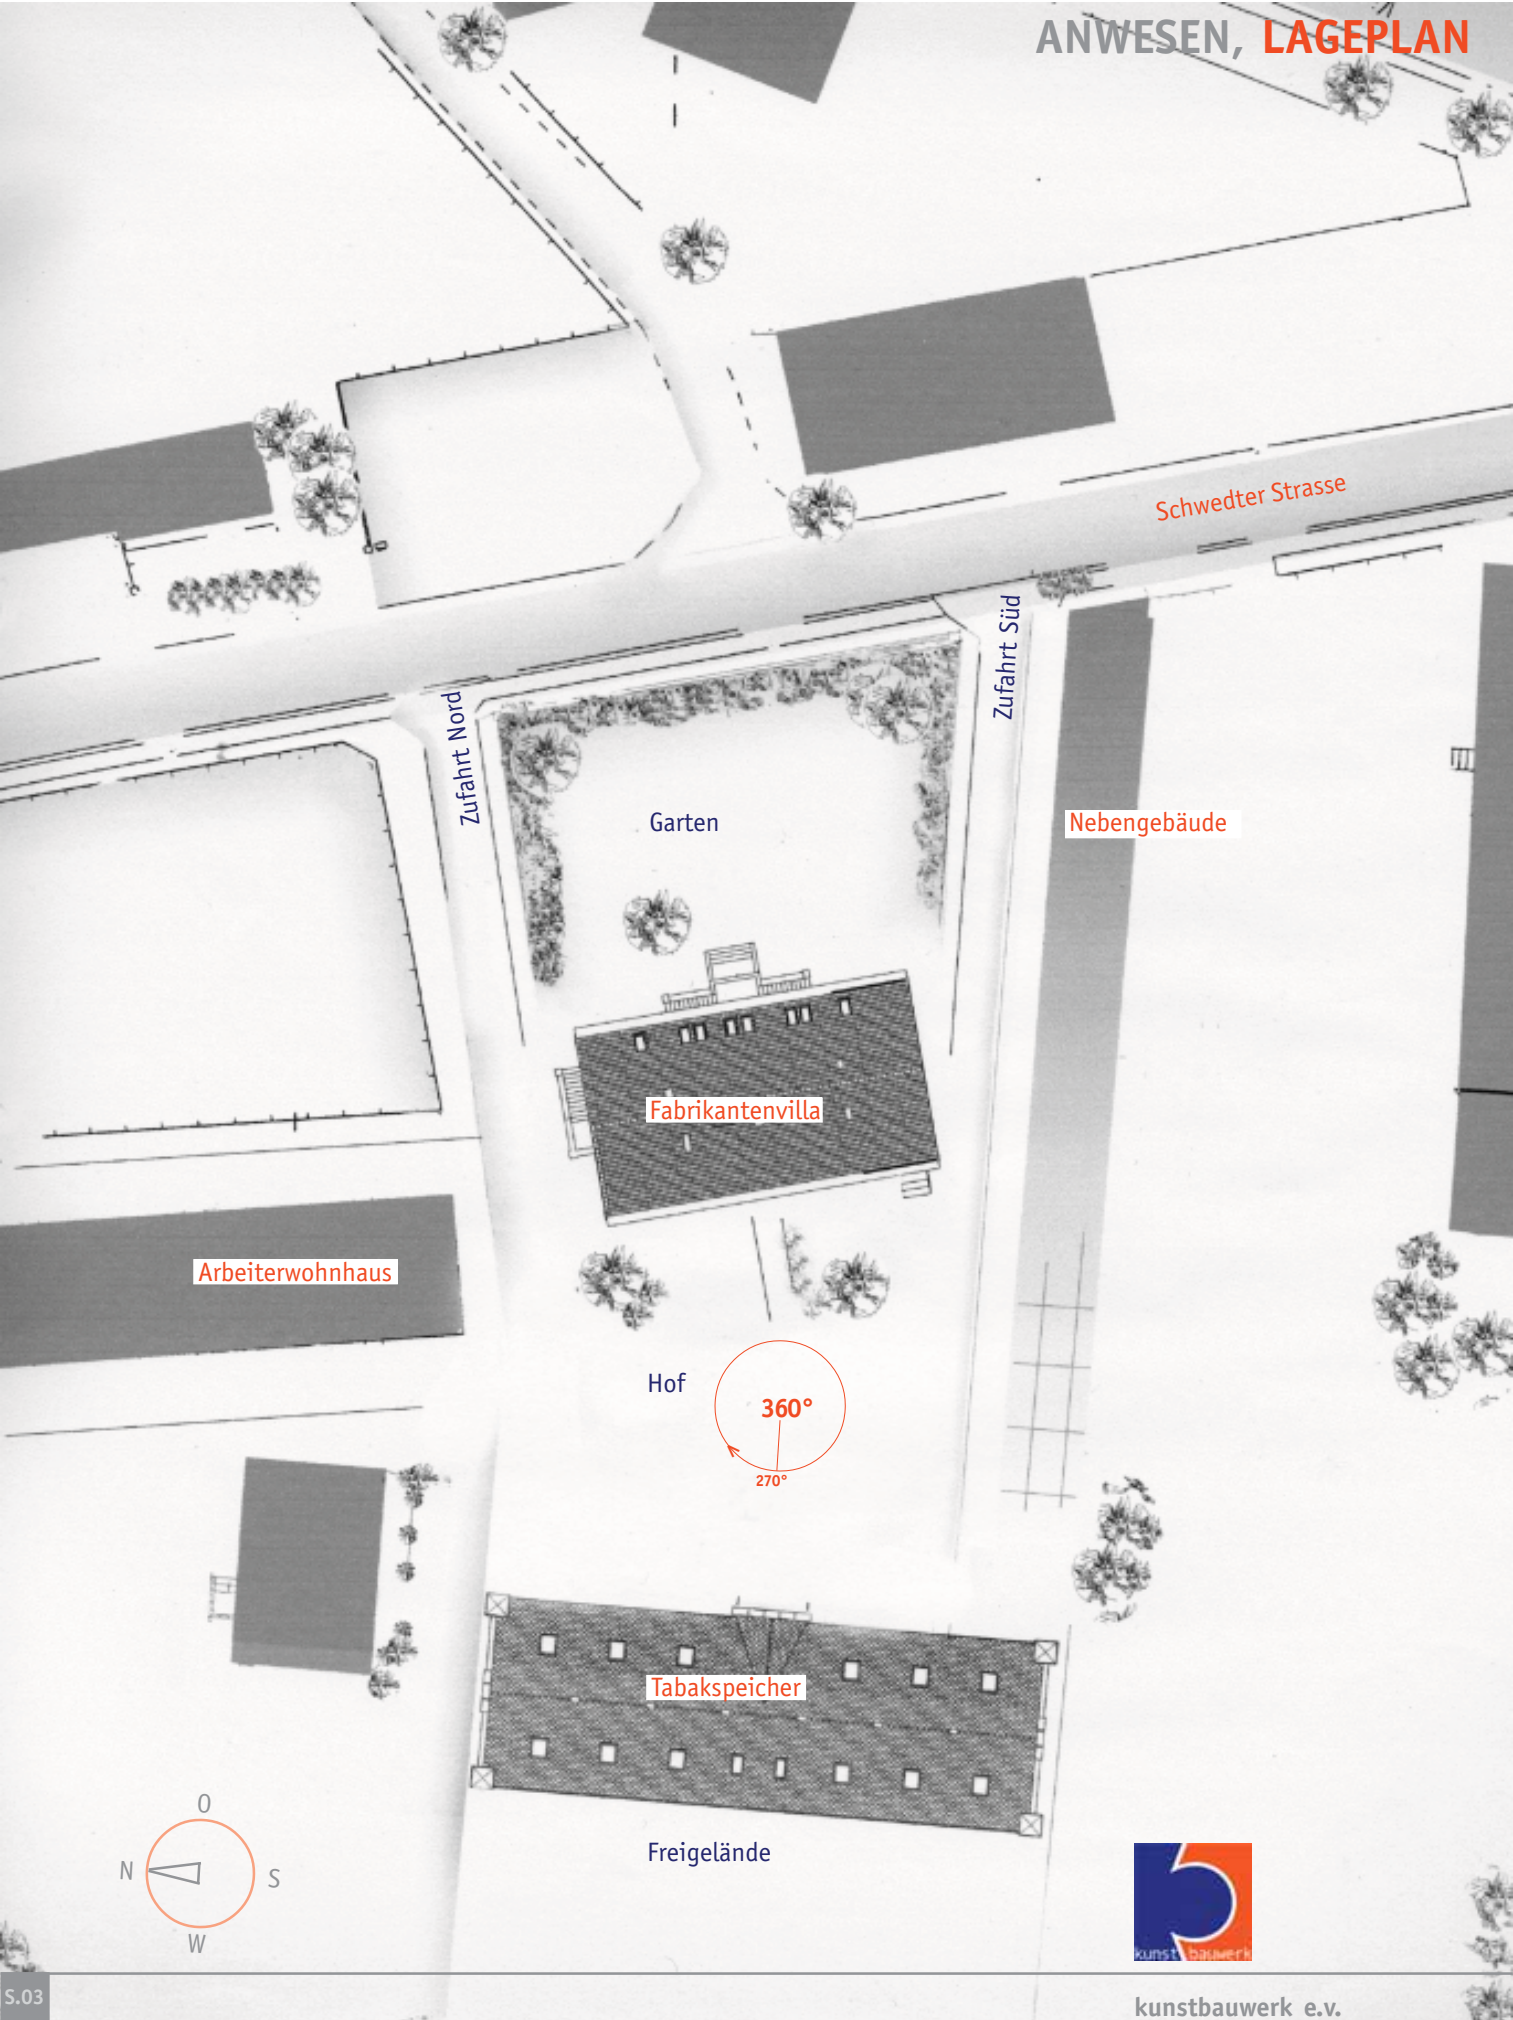 ANWESEN, LAGEPLAN
Schwedter Strasse
Zufahrt Süd
Zufahrt Nord
Garten
Nebengebäude
Fabrikantenvilla
Arbeiterwohnhaus
Hof
360°
270°
Tabakspeicher
Freigelände
O
N
S
W
kunst bauwerk
S.03
kunstbauwerk e.v.